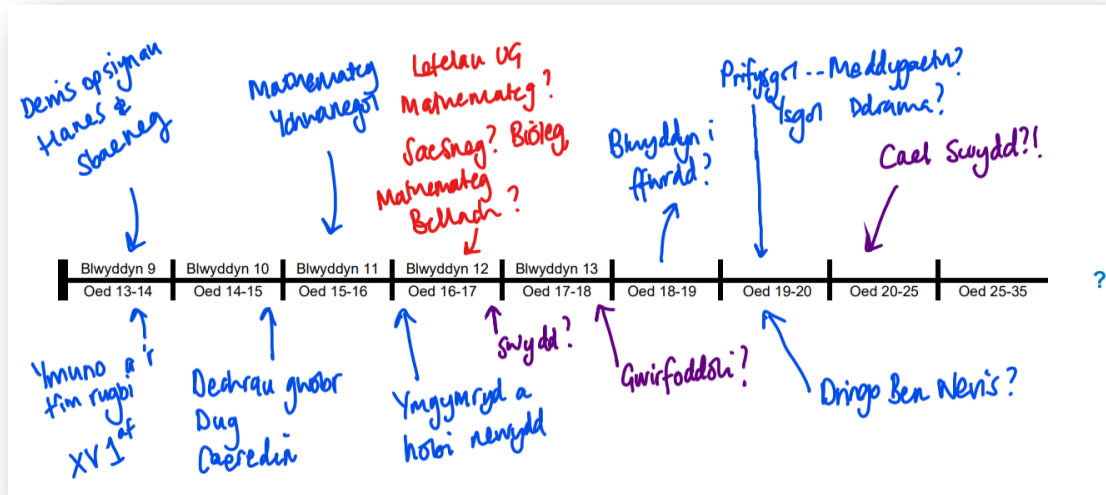 Dewis opsiynau
Hanes &
Sbaeneg
Mathemateg
Ychwanegol
Lefelau UG
Mathemateg?
Saesneg? Bioleg,
Mathemateg
Bellach?
Blwyddyn i
ffwrdd?
Prifysgol -- Meddygaeth?
Ysgol Ddrama?
Cael swydd?!
Blwyddyn 9
Blwyddyn 10
Blwyddyn 11
Blwyddyn 12
Blwyddyn 13
Oed 13-14
Oed 14-15
Oed 15-16
Oed 16-17
Oed 17-18
Oed 18-19
Oed 19-20
Oed 20-25
Oed 25-35
?
Ymuno a'r
tim rugbi
XV 1af
Dechrau gwobr
Dug
Caeredin
Ymgymryd a
hobi newydd
Swydd?
Gwirfoddoli?
Dringo Ben Nevis?